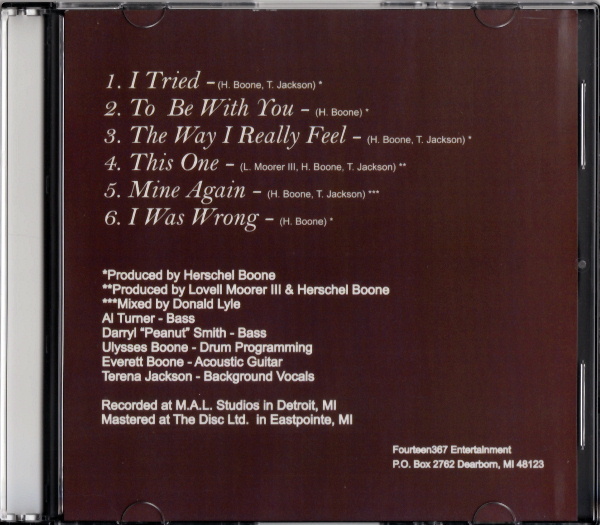 1. I Tried – (H. Boone, T. Jackson) *
2. To Be With You – (H. Boone) *
3. The Way I Really Feel – (H. Boone, T. Jackson) *
4. This One – (L. Moorer III, H. Boone, T. Jackson) **
5. Mine Again – (H. Boone, T. Jackson) ***
6. I Was Wrong – (H. Boone) *
*Produced by Herschel Boone
**Produced by Lovell Moorer III & Herschel Boone
***Mixed by Donald Lyle
Al Turner - Bass
Darryl "Peanut" Smith - Bass
Ulysses Boone - Drum Programming
Everett Boone - Acoustic Guitar
Terena Jackson - Background Vocals
Recorded at M.A.L. Studios in Detroit, MI
Mastered at The Disc Ltd. in Eastpointe, MI
Fourteen367 Entertainment
P.O. Box 2762 Dearborn, MI 48123